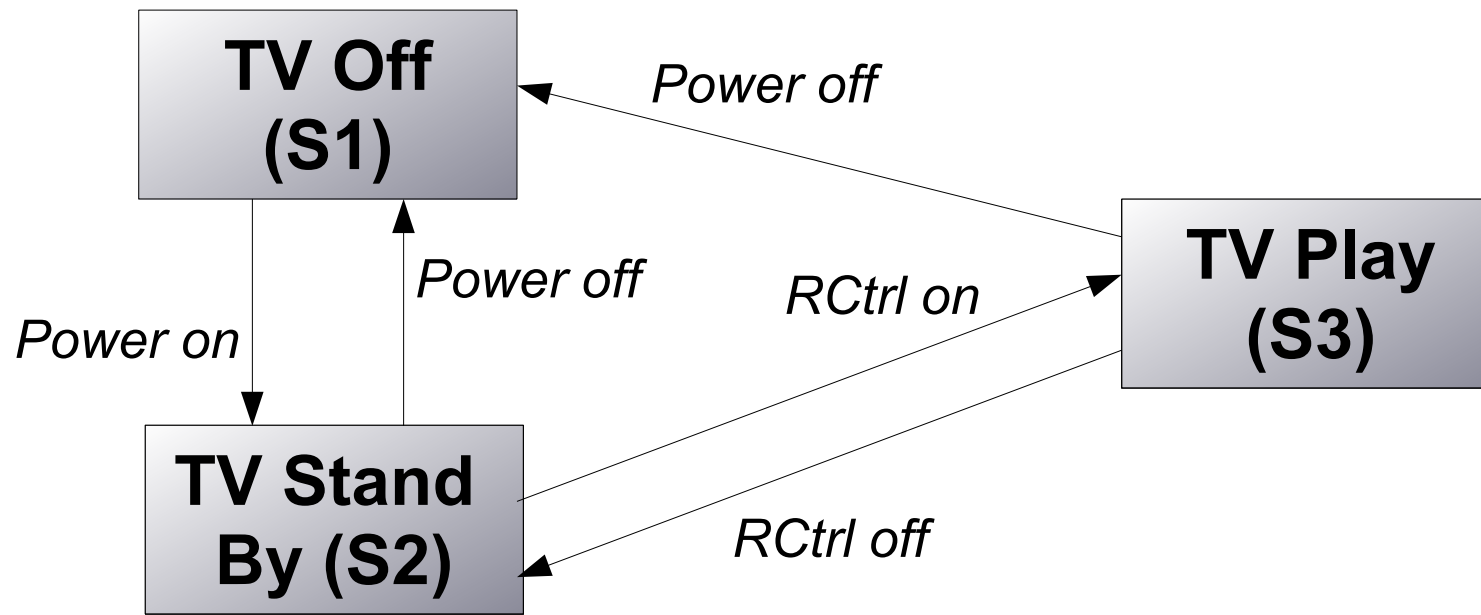 TV Off
(S1)
Power off
TV Play
(S3)
Power off
RCtrl on
Power on
TV Stand
By (S2)
RCtrl off